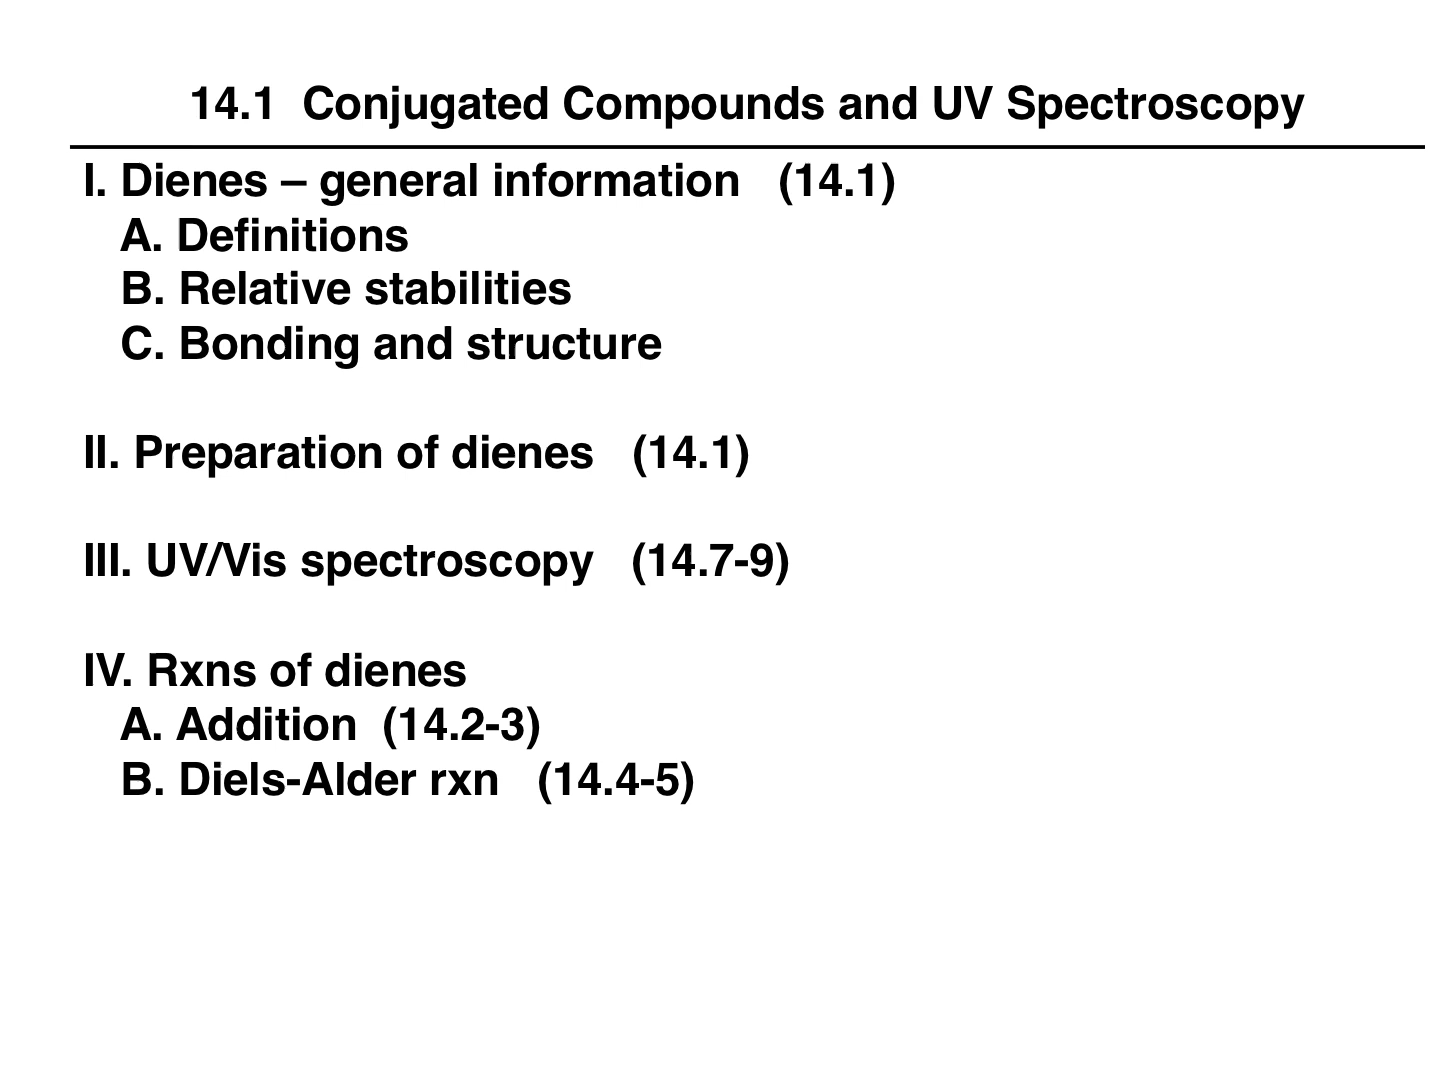 14.1 Conjugated Compounds and UV Spectroscopy
I. Dienes – general information (14.1)
A. Definitions
B. Relative stabilities
C. Bonding and structure
II. Preparation of dienes (14.1)
III. UV/Vis spectroscopy (14.7-9)
IV. Rxns of dienes
A. Addition (14.2-3)
B. Diels-Alder rxn (14.4-5)